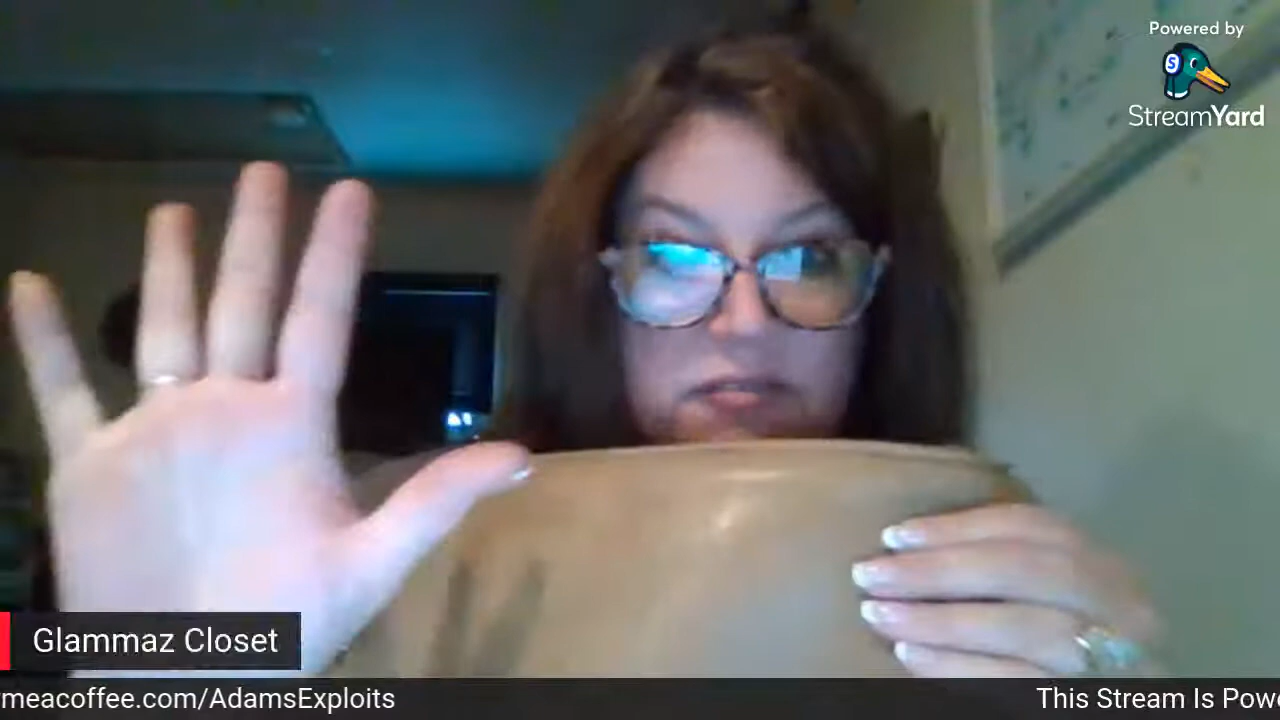 Powered by
StreamYard
Glammaz Closet
meacoffee.com/AdamsExploits
This Stream Is Pow